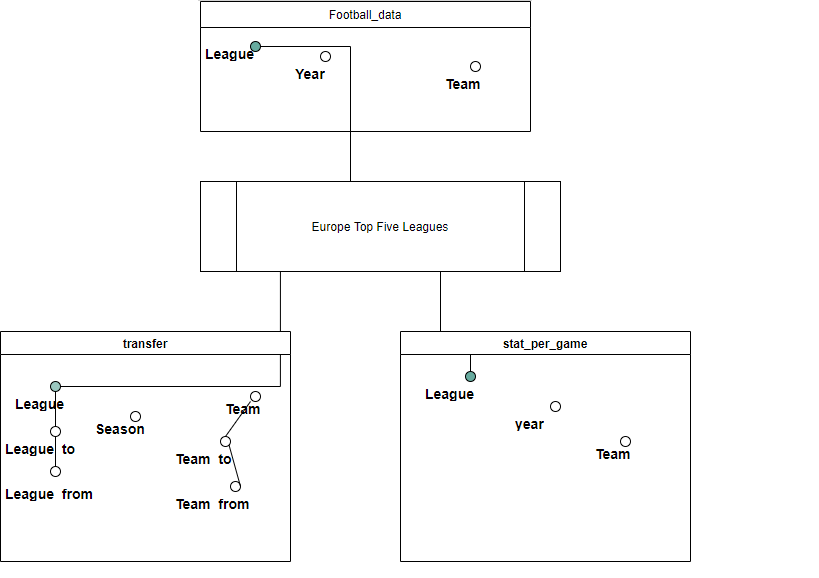 Football_data
League
Year
Team
Europe Top Five Leagues
transfer
League
Team
Season
League to
Team to
League from
Team from
stat_per_game
League
year
Team